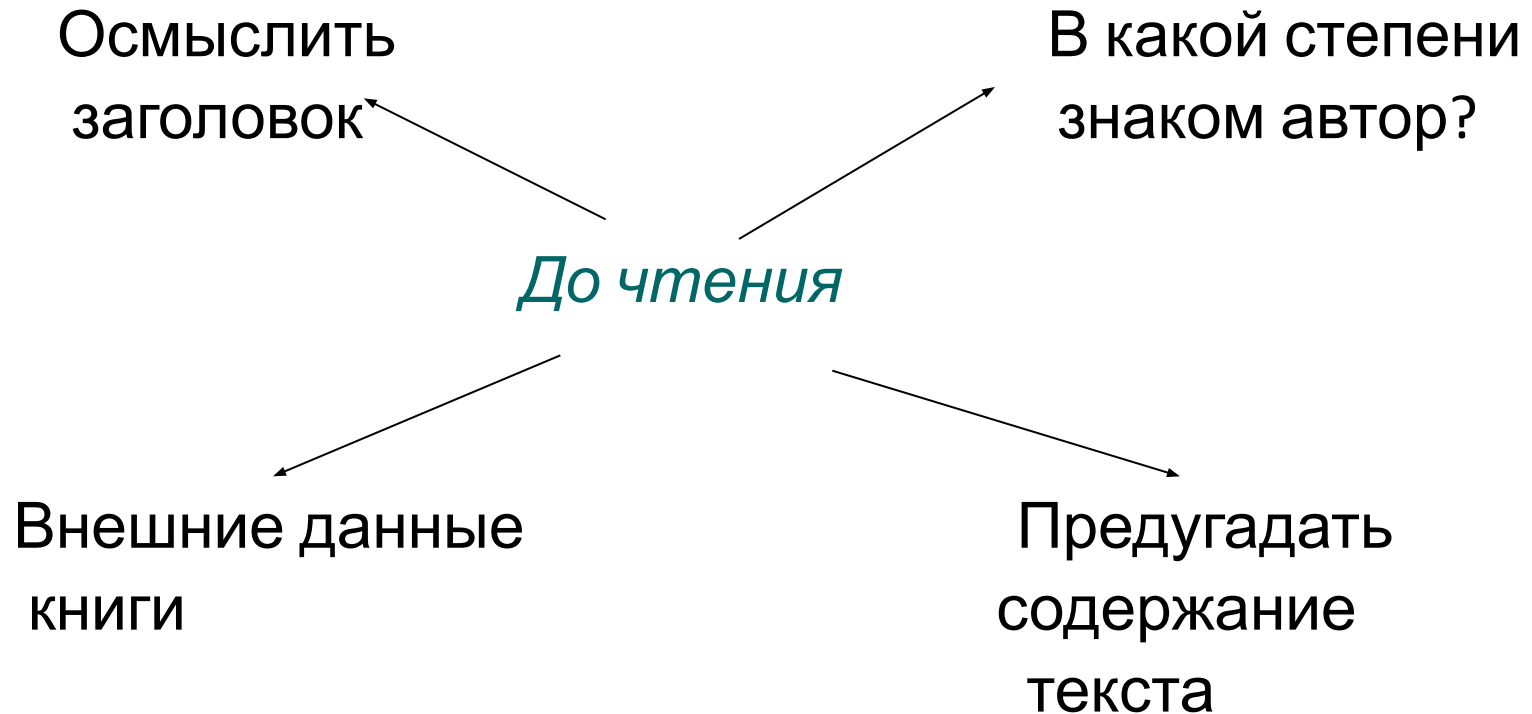 Осмыслить
заголовок
В какой степени
знаком автор?
До чтения
Внешние данные
книги
Предугадать
содержание
текста